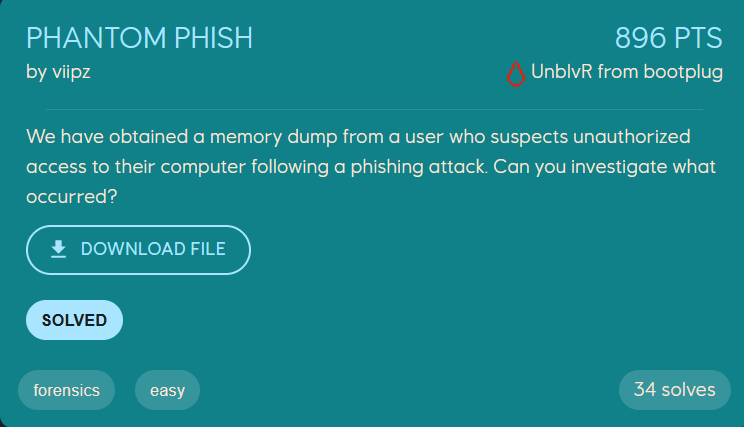 PHANTOM PHISH 896 PTS
by viipz UnblvR from bootplug
We have obtained a memory dump from a user who suspects unauthorized
access to their computer following a phishing attack. Can you investigate what
occurred?
DOWNLOAD FILE
SOLVED
forensics easy 34 solves